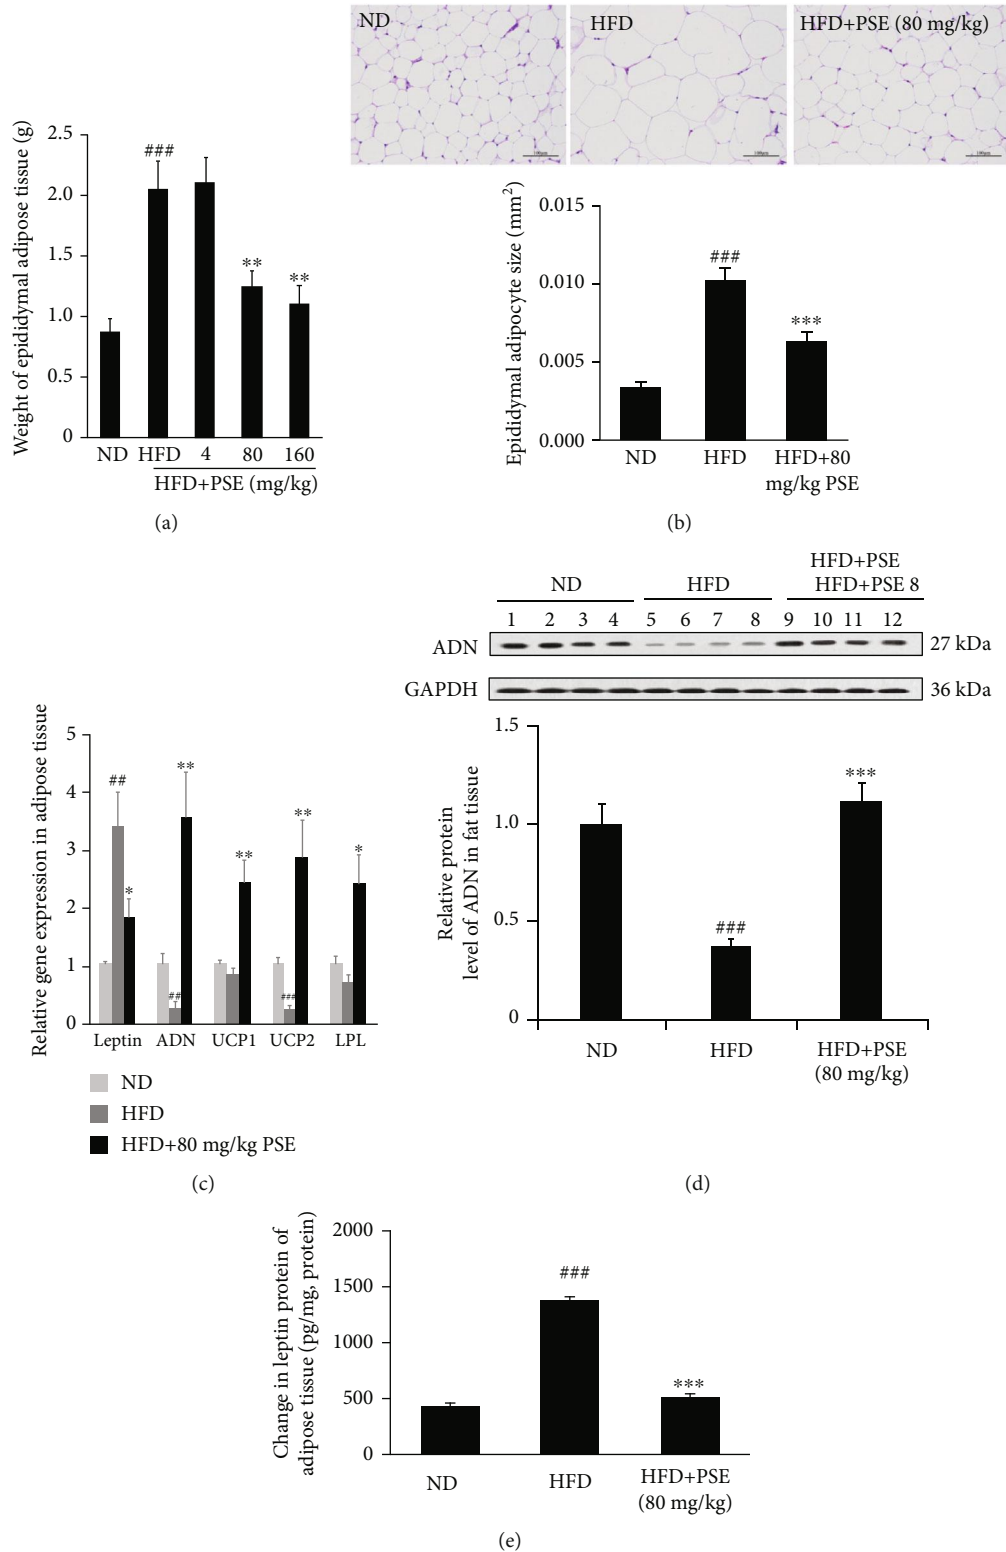 ND
HFD
HFD+PSE (80 mg/kg)
100μm
100μm
100μm
Weight of epididymal adipose tissue (g)
2.5
2.0
1.5
1.0
0.5
0
###
**
**
ND HFD 4 80 160
HFD+PSE (mg/kg)
(a)
Epididymal adipocyte size (mm²)
0.015
0.010
0.005
0.000
###
***
ND
HFD
HFD+80
mg/kg PSE
(b)
Relative gene expression in adipose tissue
5
4
3
2
1
0
##
*
**
##
**
**
###
*
Leptin ADN UCP1 UCP2 LPL
ND
HFD
HFD+80 mg/kg PSE
(c)
HFD+PSE
ND HFD HFD+PSE 8
1 2 3 4 5 6 7 8 9 10 11 12
ADN 27 kDa
GAPDH 36 kDa
Relative protein
level of ADN in fat tissue
1.5
1.0
0.5
0
###
***
ND
HFD
HFD+PSE
(80 mg/kg)
(d)
Change in leptin protein of
adipose tissue (pg/mg, protein)
2000
1500
1000
500
0
###
***
ND
HFD
HFD+PSE
(80 mg/kg)
(e)